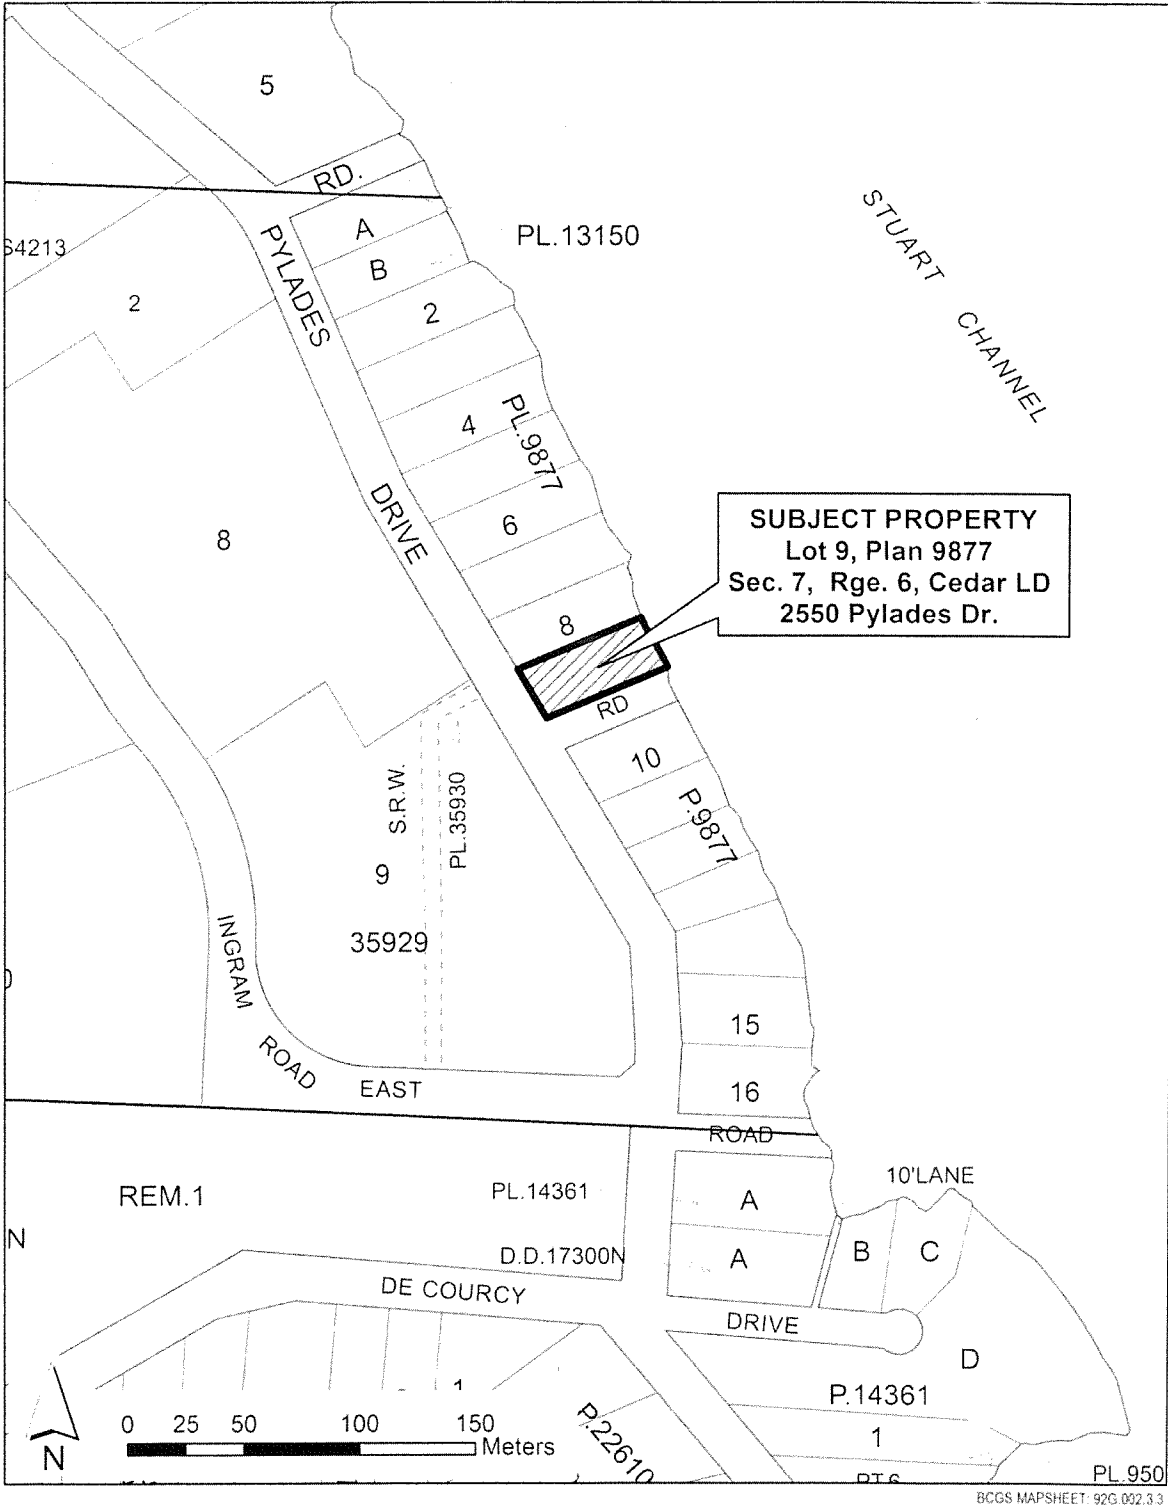 5
RD.
STUART CHANNEL
A
PL.13150
PYLADES
B
2
2
4
PL.9877
DRIVE
6
8
SUBJECT PROPERTY
Lot 9, Plan 9877
Sec. 7, Rge. 6, Cedar LD
2550 Pylades Dr.
8
RD
10
S.R.W.
PL.35930
P.9877
9
INGRAM
35929
15
ROAD
EAST
16
ROAD
REM.1
PL.14361
A
10'LANE
N
D.D.17300N
A
B
C
DE COURCY
DRIVE
D
P.14361
1
P.22610
1
0 25 50 100 150
Meters
N
PL.950
BCGS MAPSHEET: 92G.002.3.3